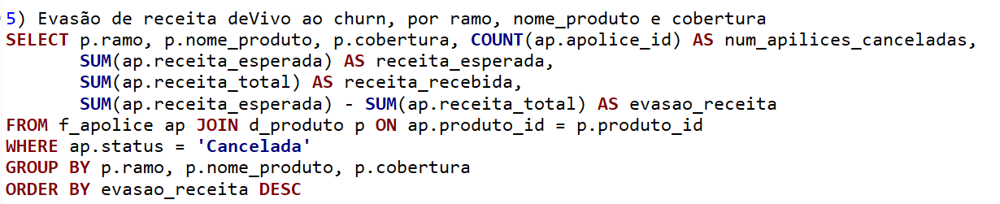 5) Evasão de receita deVivo ao churn, por ramo, nome_produto e cobertura
SELECT p.ramo, p.nome_produto, p.cobertura, COUNT(ap.apolice_id) AS num_apilices_canceladas,
SUM(ap.receita_esperada) AS receita_esperada,
SUM(ap.receita_total) AS receita_recebida,
SUM(ap.receita_esperada) - SUM(ap.receita_total) AS evasao_receita
FROM f_apolice ap JOIN d_produto p ON ap.produto_id = p.produto_id
WHERE ap.status = 'Cancelada'
GROUP BY p.ramo, p.nome_produto, p.cobertura
ORDER BY evasao_receita DESC